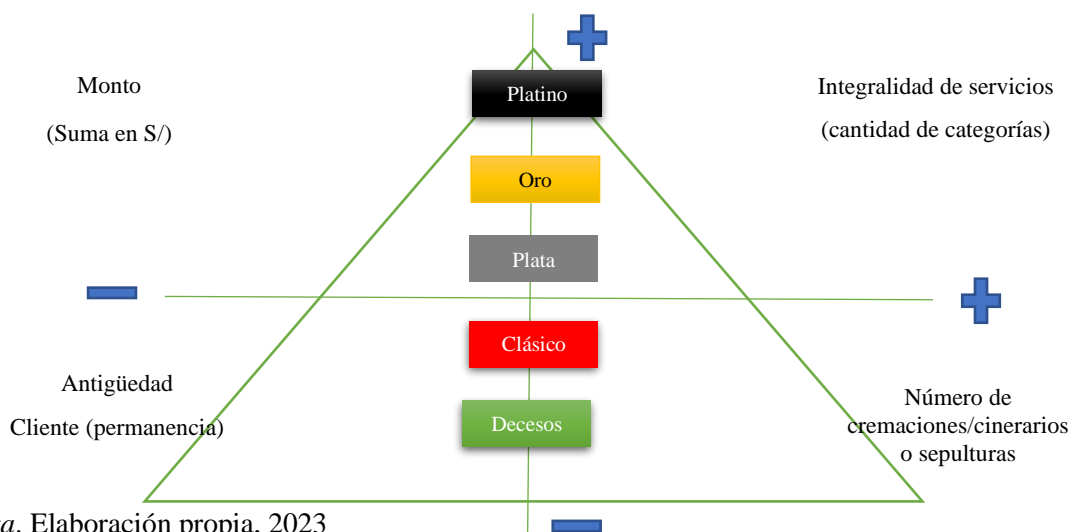 Monto
(Suma en S/)
Platino
Integralidad de servicios
(cantidad de categorías)
Oro
Plata
Clásico
Antigüedad
Cliente (permanencia)
Decesos
Número de
cremaciones/cinerarios
o sepulturas
Elaboración propia, 2023